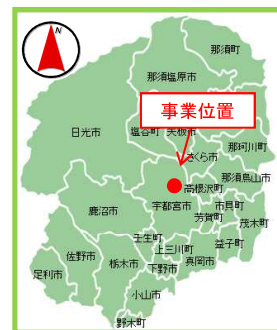 那須町
那須塩原市
事業位置
日光市
塩谷町
矢板市
那珂川町
さくら市
那須烏山市
高根沢町
宇都宮市
鹿沼市
市貝町
芳賀町
茂木町
壬生町
上三川町
益子町
佐野市
栃木市
下野市
真岡市
足利市
小山市
野木町